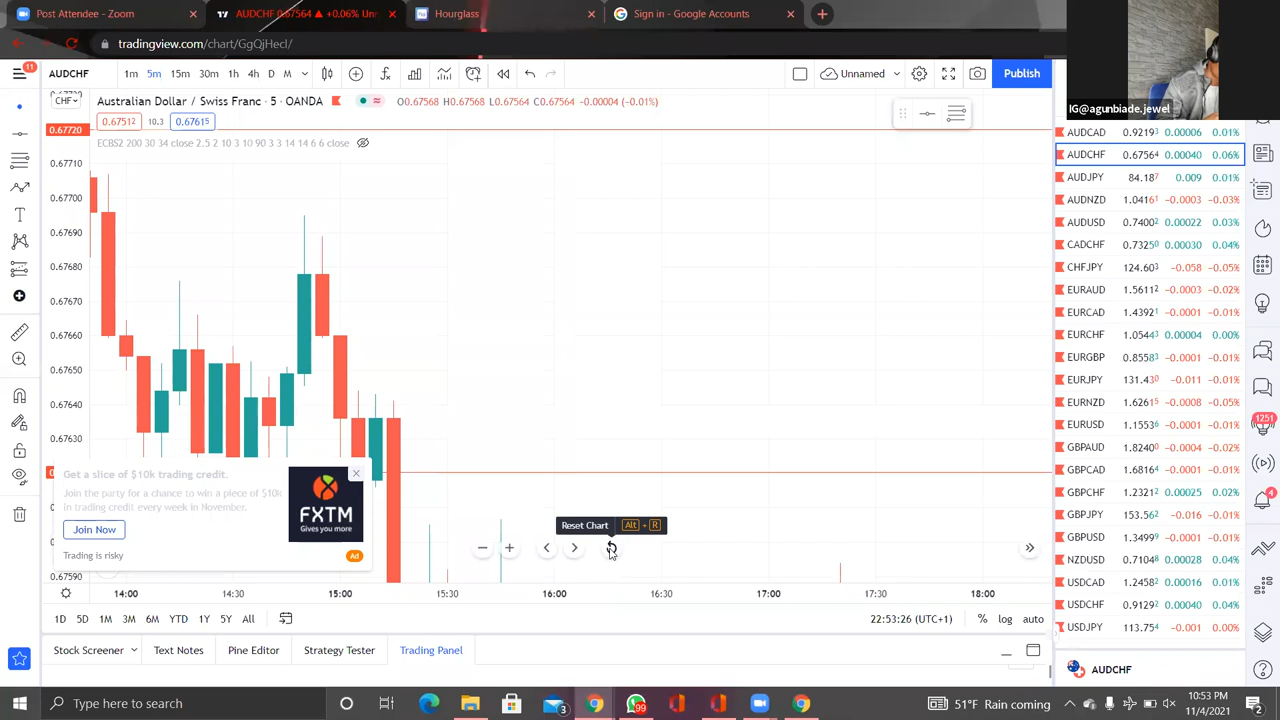 Post Attendee - Zoom
AUDCHF 0.67564 ▲ +0.06% Un
Hourglass
Sign in - Google Accounts
tradingview.com/chart/GgQjHecl/
IG@agunbiade.jewel
11
AUDCHF
1m 5m 15m 30m 1h 4h D M
Unnamed
Publish
CHF
Australian Dollar / Swiss Franc · 5 · OANDA
O0.67568 H0.67568 L0.67564 C0.67564 -0.00004 (-0.01%)
0.67512 10.3 0.67615
ECBS2 200 30 34 close 2.5 2 10 3 10 90 3 3 14 14 6 6 close
0.67720
0.67710
0.67700
0.67690
0.67680
0.67670
0.67660
0.67650
0.67640
0.67630
0.67590
AUDCAD 0.92193 0.00006 0.01%
AUDCHF 0.67564 0.00040 0.06%
AUDJPY 84.187 0.009 0.01%
AUDNZD 1.04161 -0.0003 -0.03%
AUDUSD 0.74002 0.00022 0.03%
CADCHF 0.73250 0.00030 0.04%
CHFJPY 124.603 -0.058 -0.05%
EURAUD 1.56112 -0.0003 -0.02%
EURCAD 1.43921 -0.0001 -0.01%
EURCHF 1.05443 0.00004 0.00%
EURGBP 0.85583 -0.0001 -0.01%
EURJPY 131.430 -0.011 -0.01%
EURNZD 1.62615 -0.0008 -0.05%
EURUSD 1.15536 -0.0001 -0.01%
GBPAUD 1.82400 -0.0004 -0.02%
GBPCAD 1.68164 -0.0001 -0.01%
GBPCHF 1.23212 0.00025 0.02%
GBPJPY 153.562 -0.016 -0.01%
GBPUSD 1.34999 -0.0001 -0.01%
NZDUSD 0.71048 0.00028 0.04%
USDCAD 1.24582 0.00016 0.01%
USDCHF 0.91292 0.00040 0.04%
USDJPY 113.754 -0.001 0.00%
1251
4
Get a slice of $10k trading credit.
Join the party for a chance to win a piece of $10k
in trading credit every week in November.
Join Now
Trading is risky
Ad
FXTM
Gives you more
Reset Chart Alt + R
14:00 14:30 15:00 15:30 16:00 16:30 17:00 17:30 18:00
1D 5D 1M 3M 6M YTD 1Y 5Y All
22:53:26 (UTC+1) % log auto
Stock Screener Text Notes Pine Editor Strategy Tester Trading Panel
AUDCHF
Type here to search
3
99
51°F Rain coming
10:53 PM
11/4/2021
2